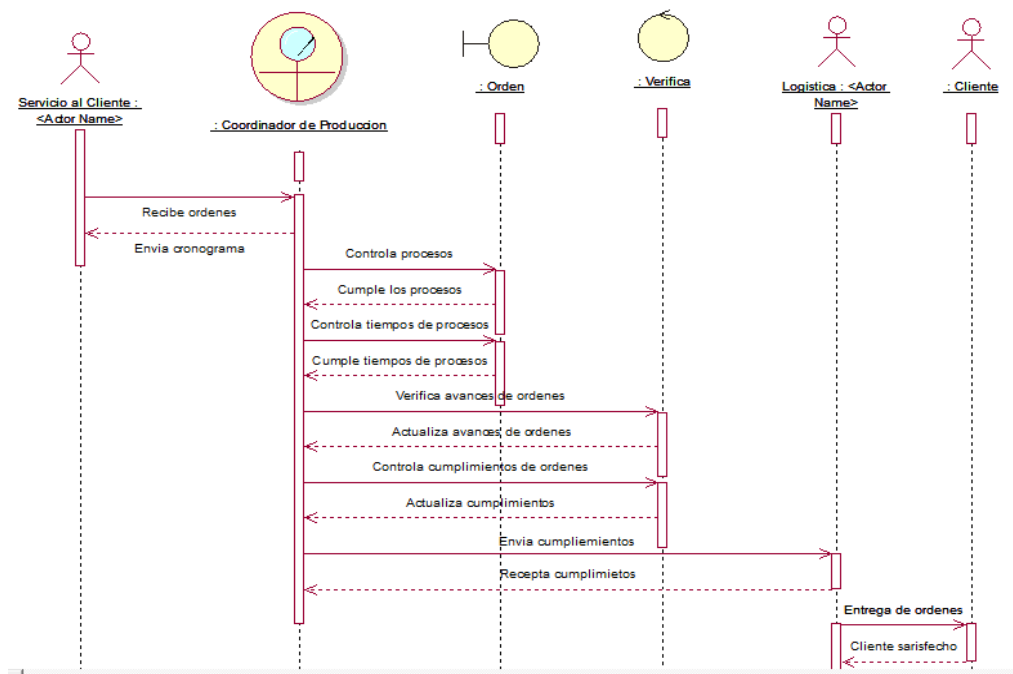 Servicio al Cliente :
<Actor Name>
: Coordinador de Produccion
: Orden
: Verifica
Logistica : <Actor
Name>
: Cliente
Recibe ordenes
Envia cronograma
Controla procesos
Cumple los procesos
Controla tiempos de procesos
Cumple tiempos de procesos
Verifica avances de ordenes
Actualiza avances de ordenes
Controla cumplimientos de ordenes
Actualiza cumplimientos
Envia cumpliemientos
Recepta cumplimietos
Entrega de ordenes
Cliente sarisfecho